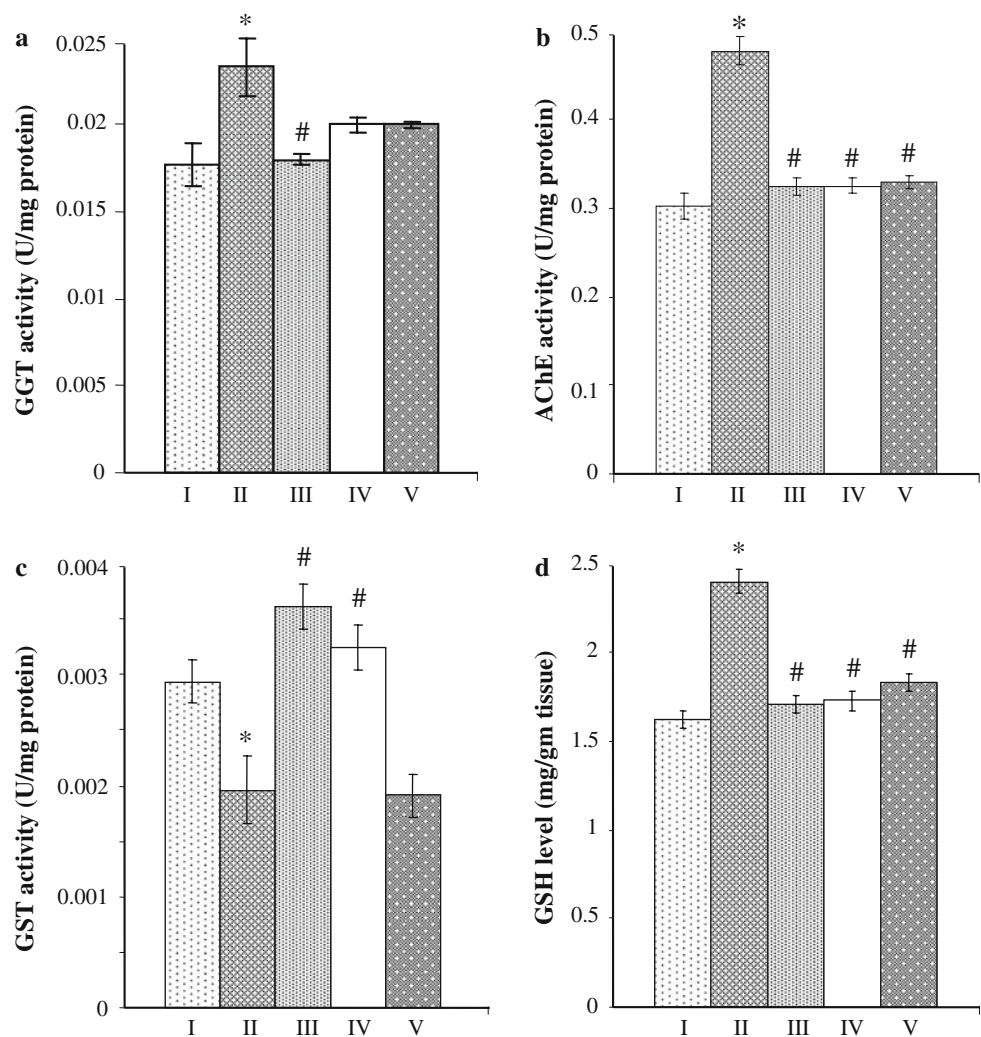 a
GGT activity (U/mg protein)
0.025
0.02
0.015
0.01
0.005
0
*
#
I II III IV V
b
AChE activity (U/mg protein)
0.5
0.4
0.3
0.2
0.1
0
*
# # #
I II III IV V
c
GST activity (U/mg protein)
0.004
0.003
0.002
0.001
0
*
#
#
I II III IV V
d
GSH level (mg/gm tissue)
2.5
2
1.5
1
0.5
0
*
# # #
I II III IV V